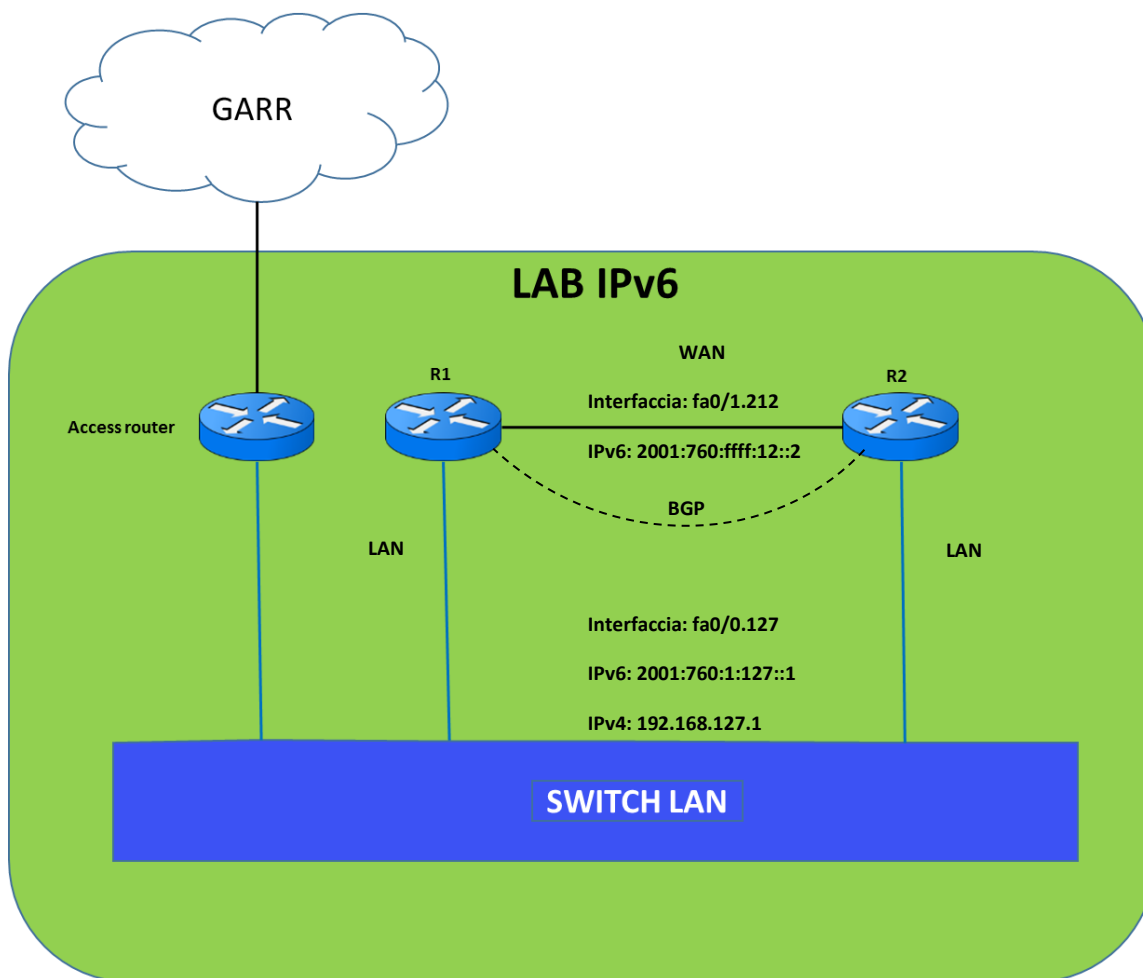 GARR
LAB IPv6
WAN
R1
R2
Interfaccia: fa0/1.212
Access router
IPv6: 2001:760:ffff:12::2
BGP
LAN
LAN
Interfaccia: fa0/0.127
IPv6: 2001:760:1:127::1
IPv4: 192.168.127.1
SWITCH LAN